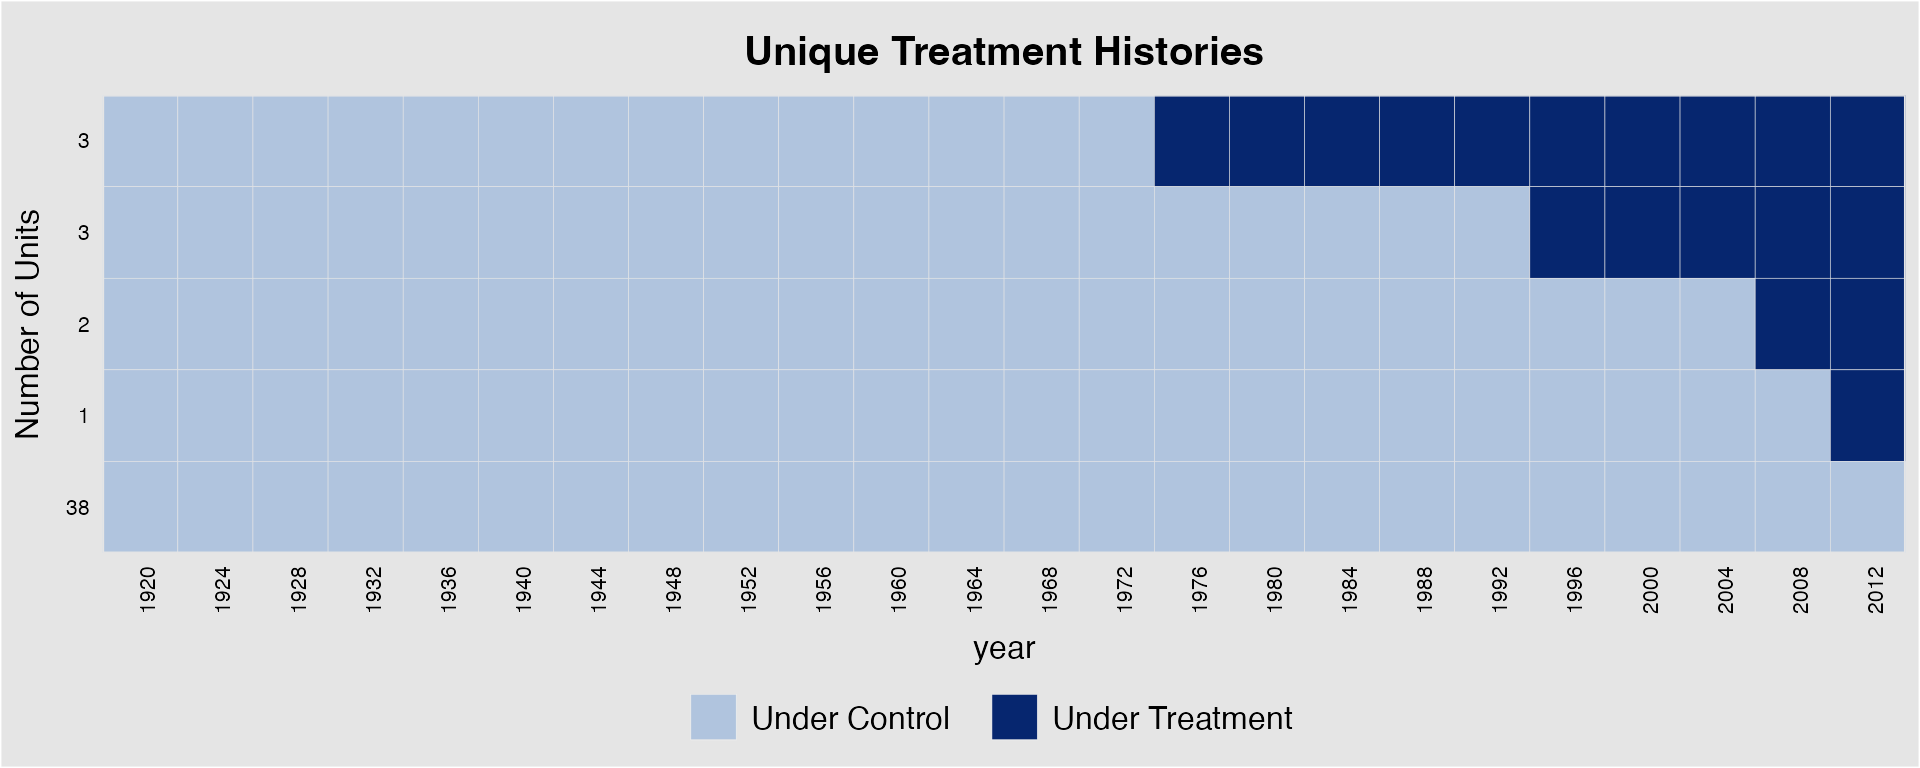 Unique Treatment Histories
Number of Units
3
3
2
1
38
1920 1924 1928 1932 1936 1940 1944 1948 1952 1956 1960 1964 1968 1972 1976 1980 1984 1988 1992 1996 2000 2004 2008 2012
year
Under Control Under Treatment